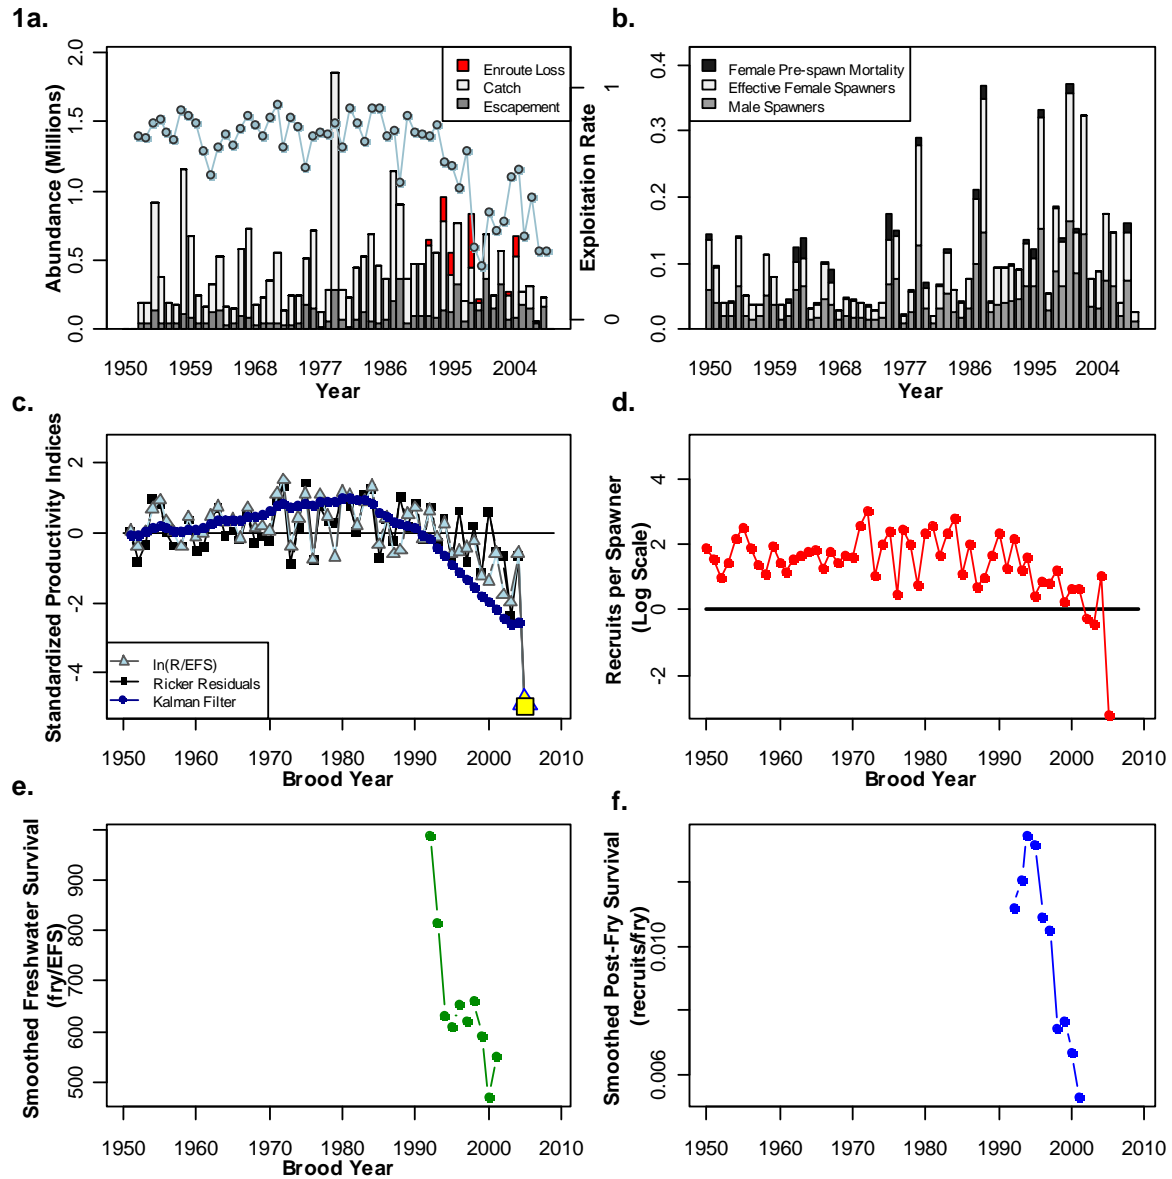 1a.
Abundance (Millions)
2.0
1.5
1.0
0.5
0.0
Enroute Loss
Catch
Escapement
1
0
Exploitation Rate
1950 1959 1968 1977 1986 1995 2004
Year
b.
0.4
0.3
0.2
0.1
0.0
Female Pre-spawn Mortality
Effective Female Spawners
Male Spawners
1950 1959 1968 1977 1986 1995 2004
Year
c.
Standardized Productivity Indices
2
0
-2
-4
ln(R/EFS)
Ricker Residuals
Kalman Filter
1950 1960 1970 1980 1990 2000 2010
Brood Year
d.
Recruits per Spawner
(Log Scale)
4
2
0
-2
1950 1960 1970 1980 1990 2000 2010
Brood Year
e.
Smoothed Freshwater Survival
(fry/EFS)
900
800
700
600
500
1950 1960 1970 1980 1990 2000 2010
Brood Year
f.
Smoothed Post-Fry Survival
(recruits/fry)
0.010
0.006
1950 1960 1970 1980 1990 2000 2010